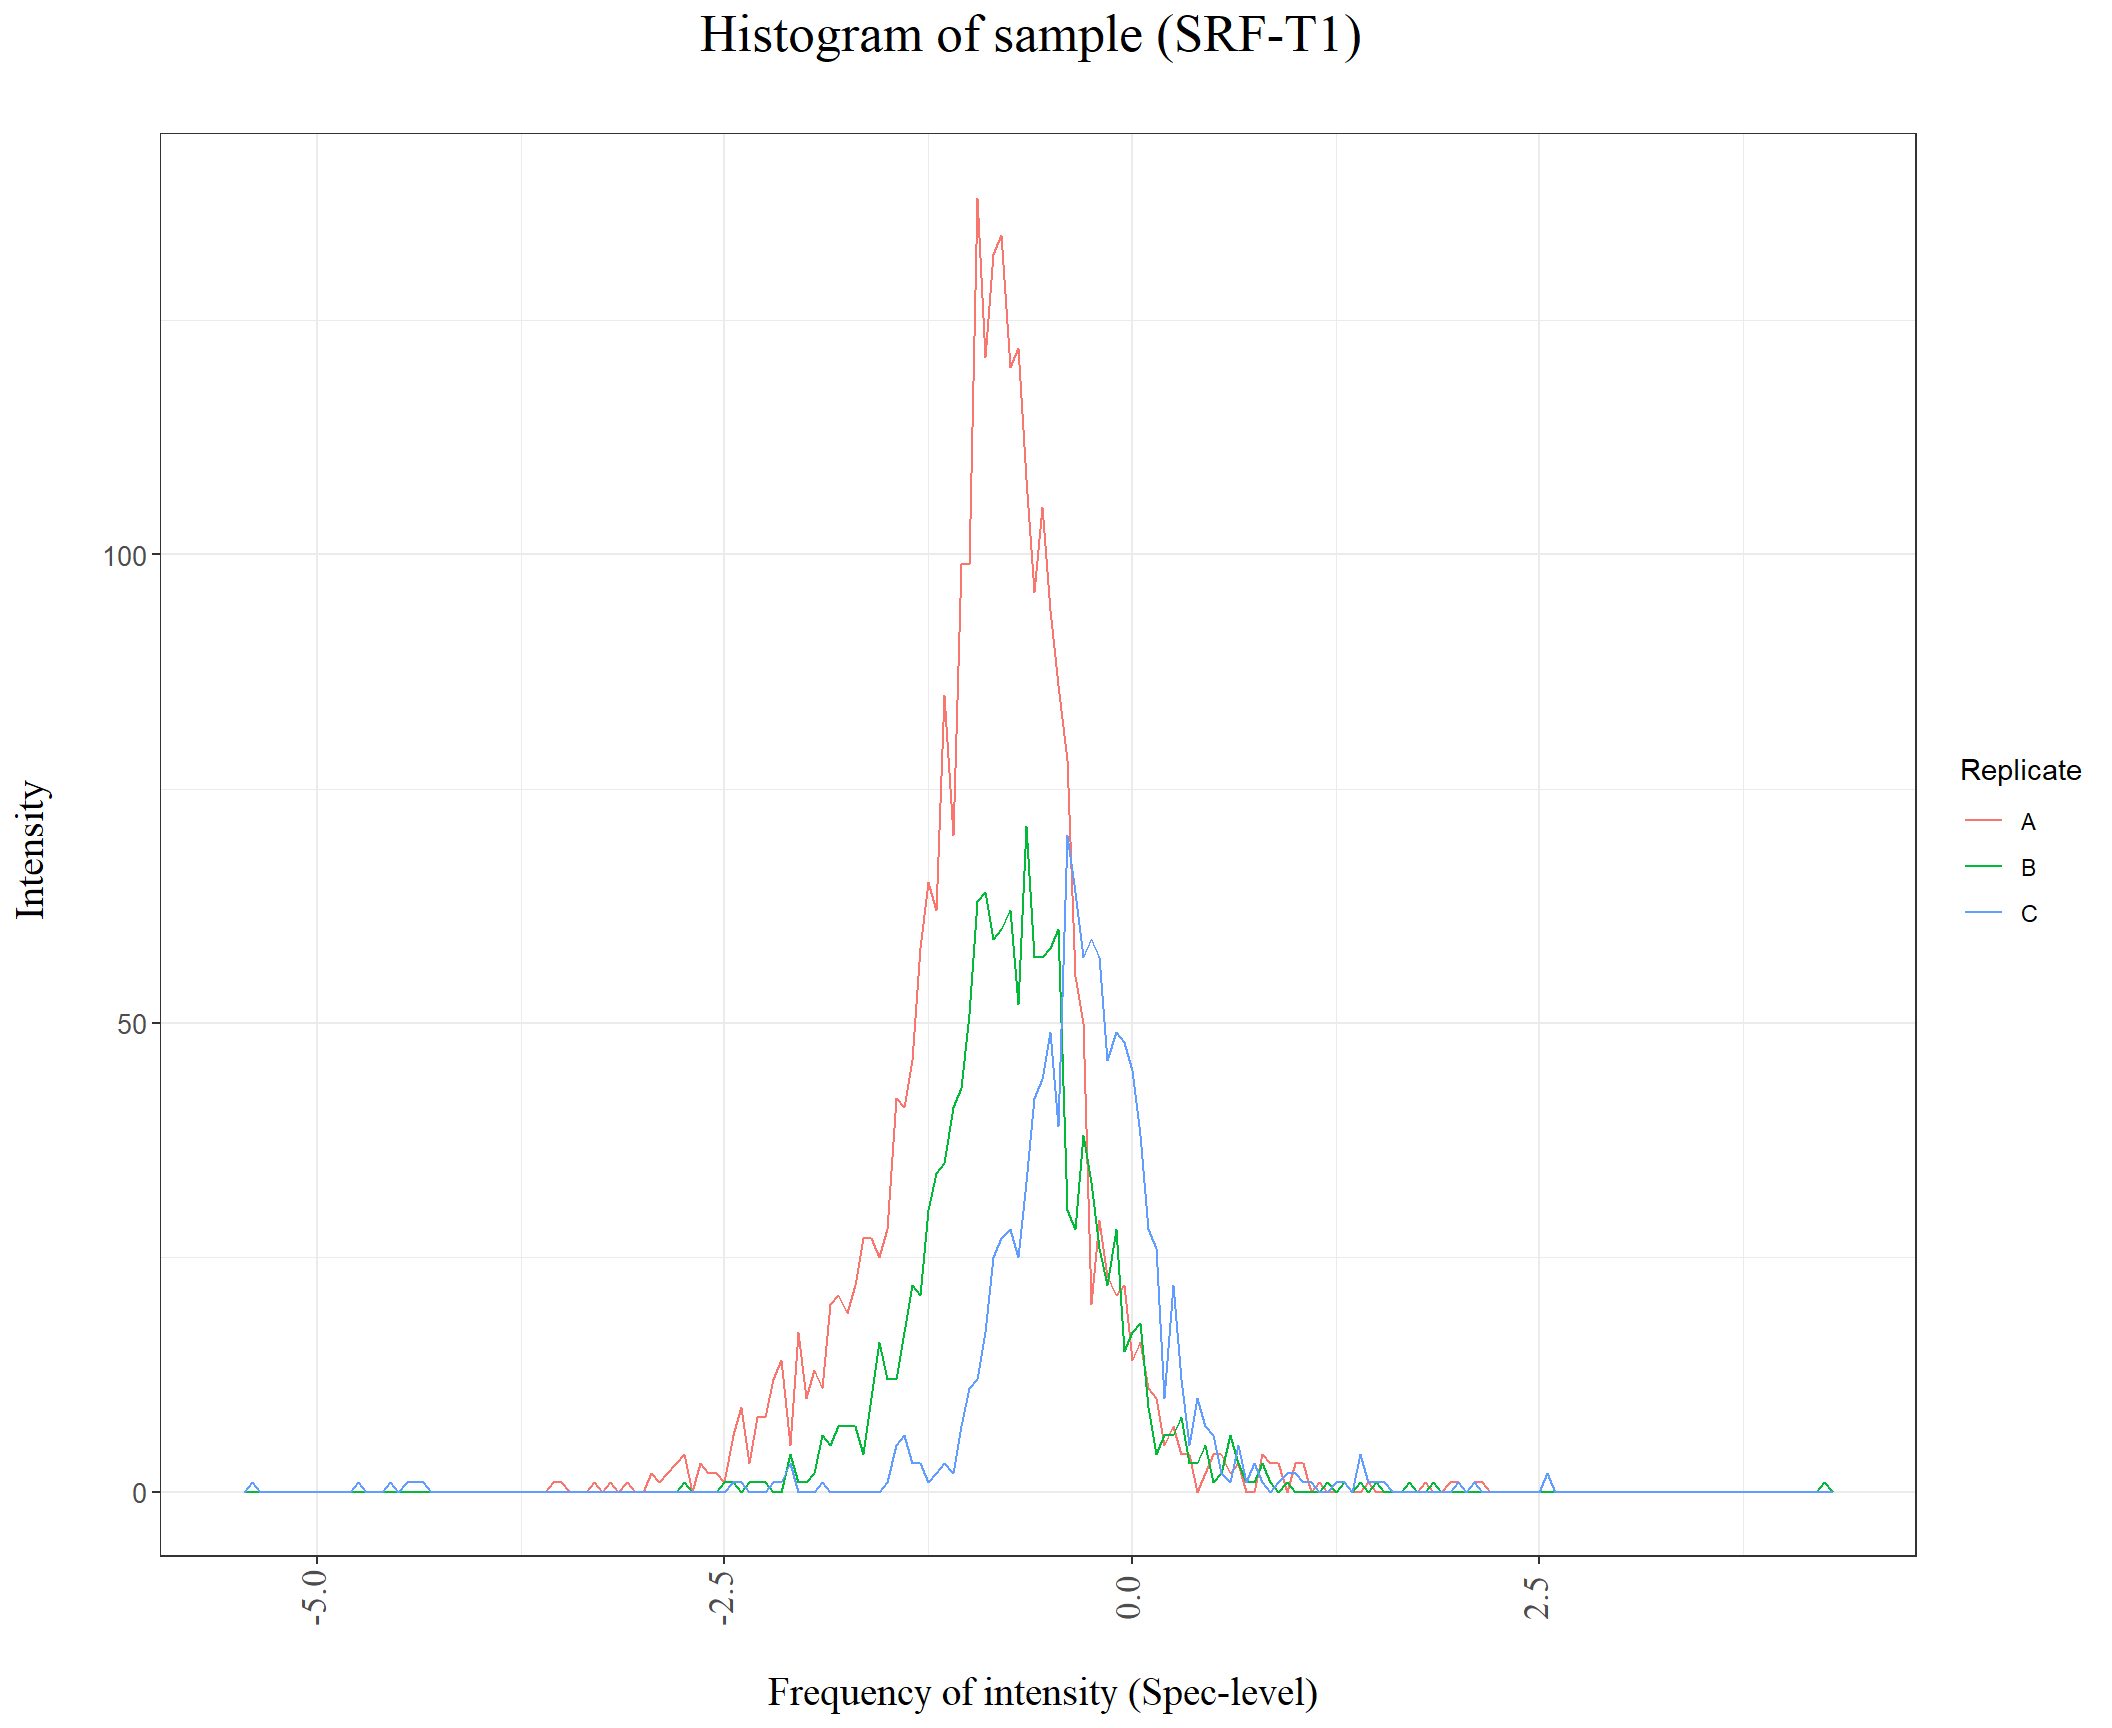 Histogram of sample (SRF-T1)
Intensity
100
50
0
-5.0
-2.5
0.0
2.5
Frequency of intensity (Spec-level)
Replicate
A
B
C